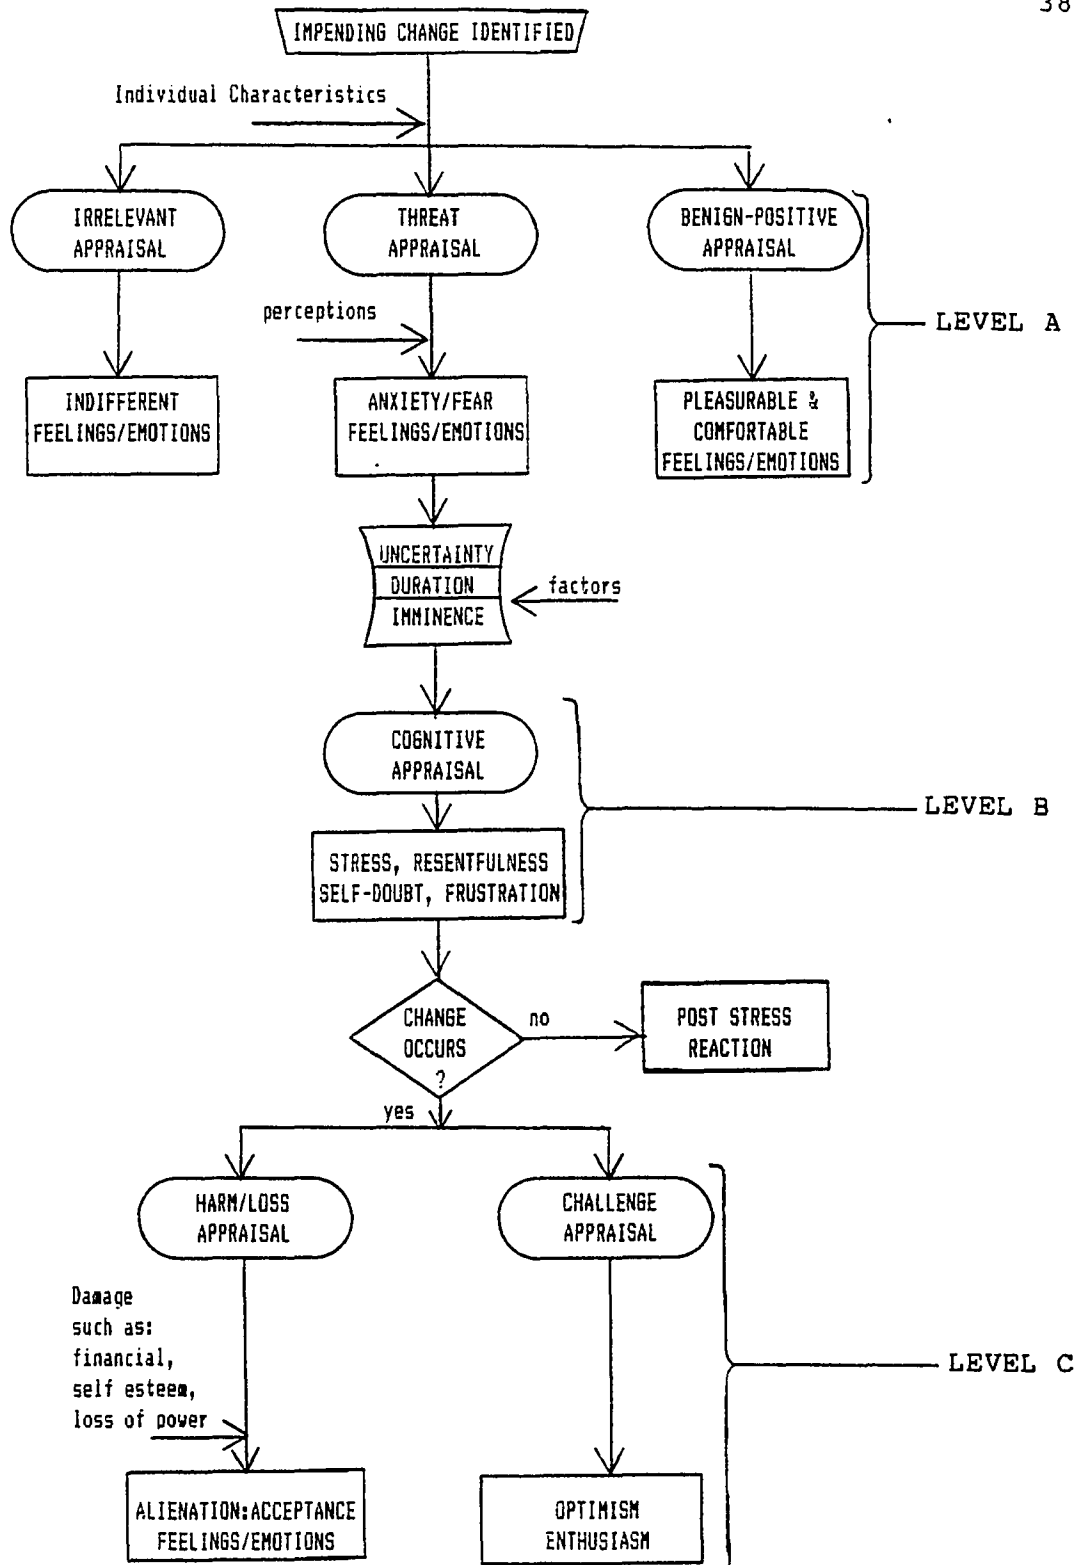 38
IMPENDING CHANGE IDENTIFIED
Individual Characteristics
IRRELEVANT
APPRAISAL
THREAT
APPRAISAL
BENIGN-POSITIVE
APPRAISAL
perceptions
LEVEL A
INDIFFERENT
FEELINGS/EMOTIONS
ANXIETY/FEAR
FEELINGS/EMOTIONS
PLEASURABLE &
COMFORTABLE
FEELINGS/EMOTIONS
UNCERTAINTY
DURATION
IMMINENCE
factors
COGNITIVE
APPRAISAL
LEVEL B
STRESS, RESENTFULNESS
SELF-DOUBT, FRUSTRATION
CHANGE
OCCURS
?
no
POST STRESS
REACTION
yes
HARM/LOSS
APPRAISAL
CHALLENGE
APPRAISAL
Damage
such as:
financial,
self esteem,
loss of power
LEVEL C
ALIENATION:ACCEPTANCE
FEELINGS/EMOTIONS
OPTIMISM
ENTHUSIASM